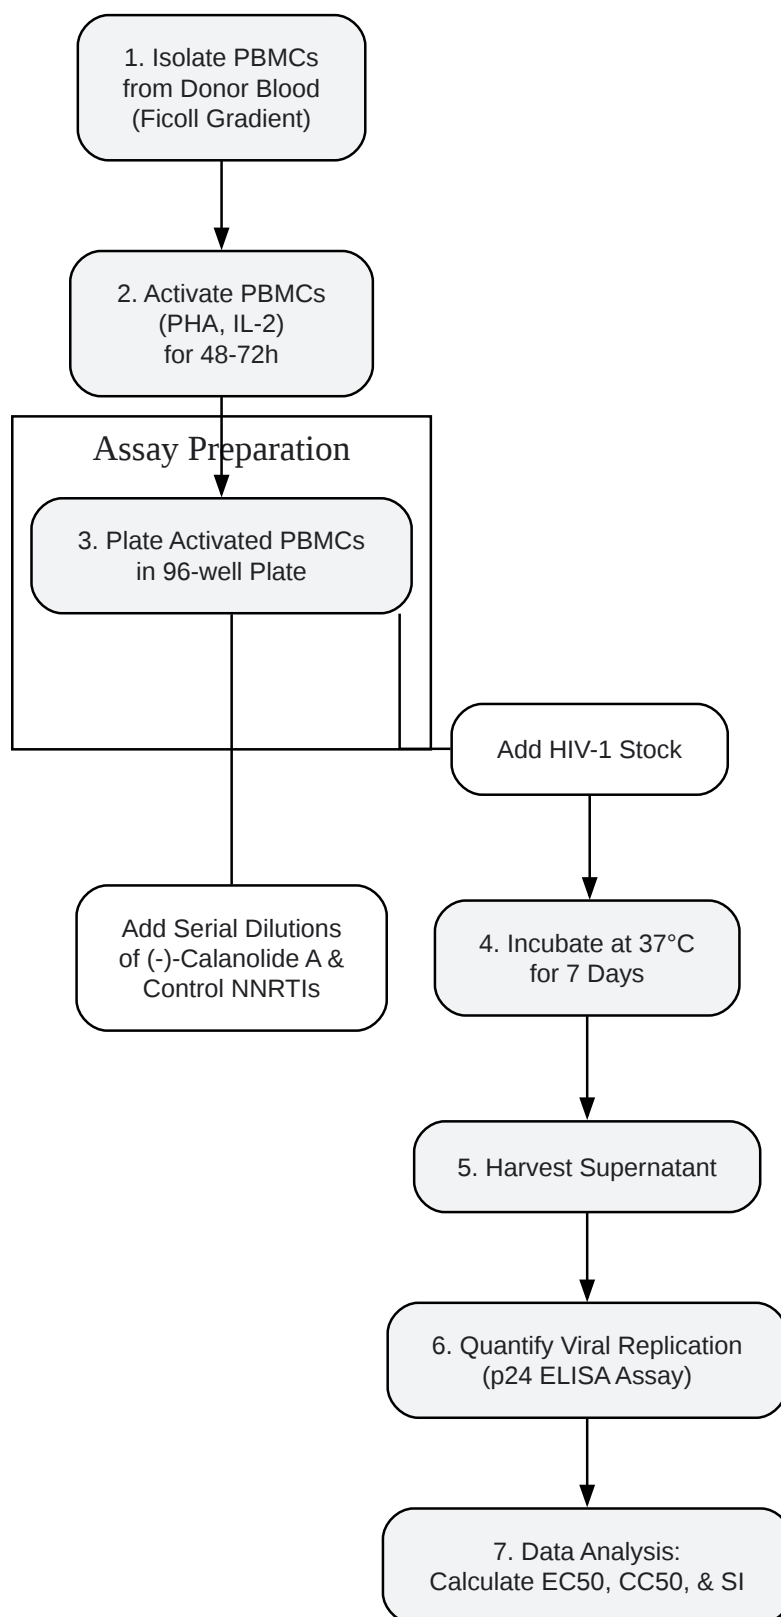 1. Isolate PBMCs
from Donor Blood
(Ficoll Gradient)
2. Activate PBMCs
(PHA, IL-2)
for 48-72h
Assay Preparation
3. Plate Activated PBMCs
in 96-well Plate
Add HIV-1 Stock
Add Serial Dilutions
of (-)-Calanolide A &
Control NNRTIs
4. Incubate at 37°C
for 7 Days
5. Harvest Supernatant
6. Quantify Viral Replication
(p24 ELISA Assay)
7. Data Analysis:
Calculate EC50, CC50, & SI